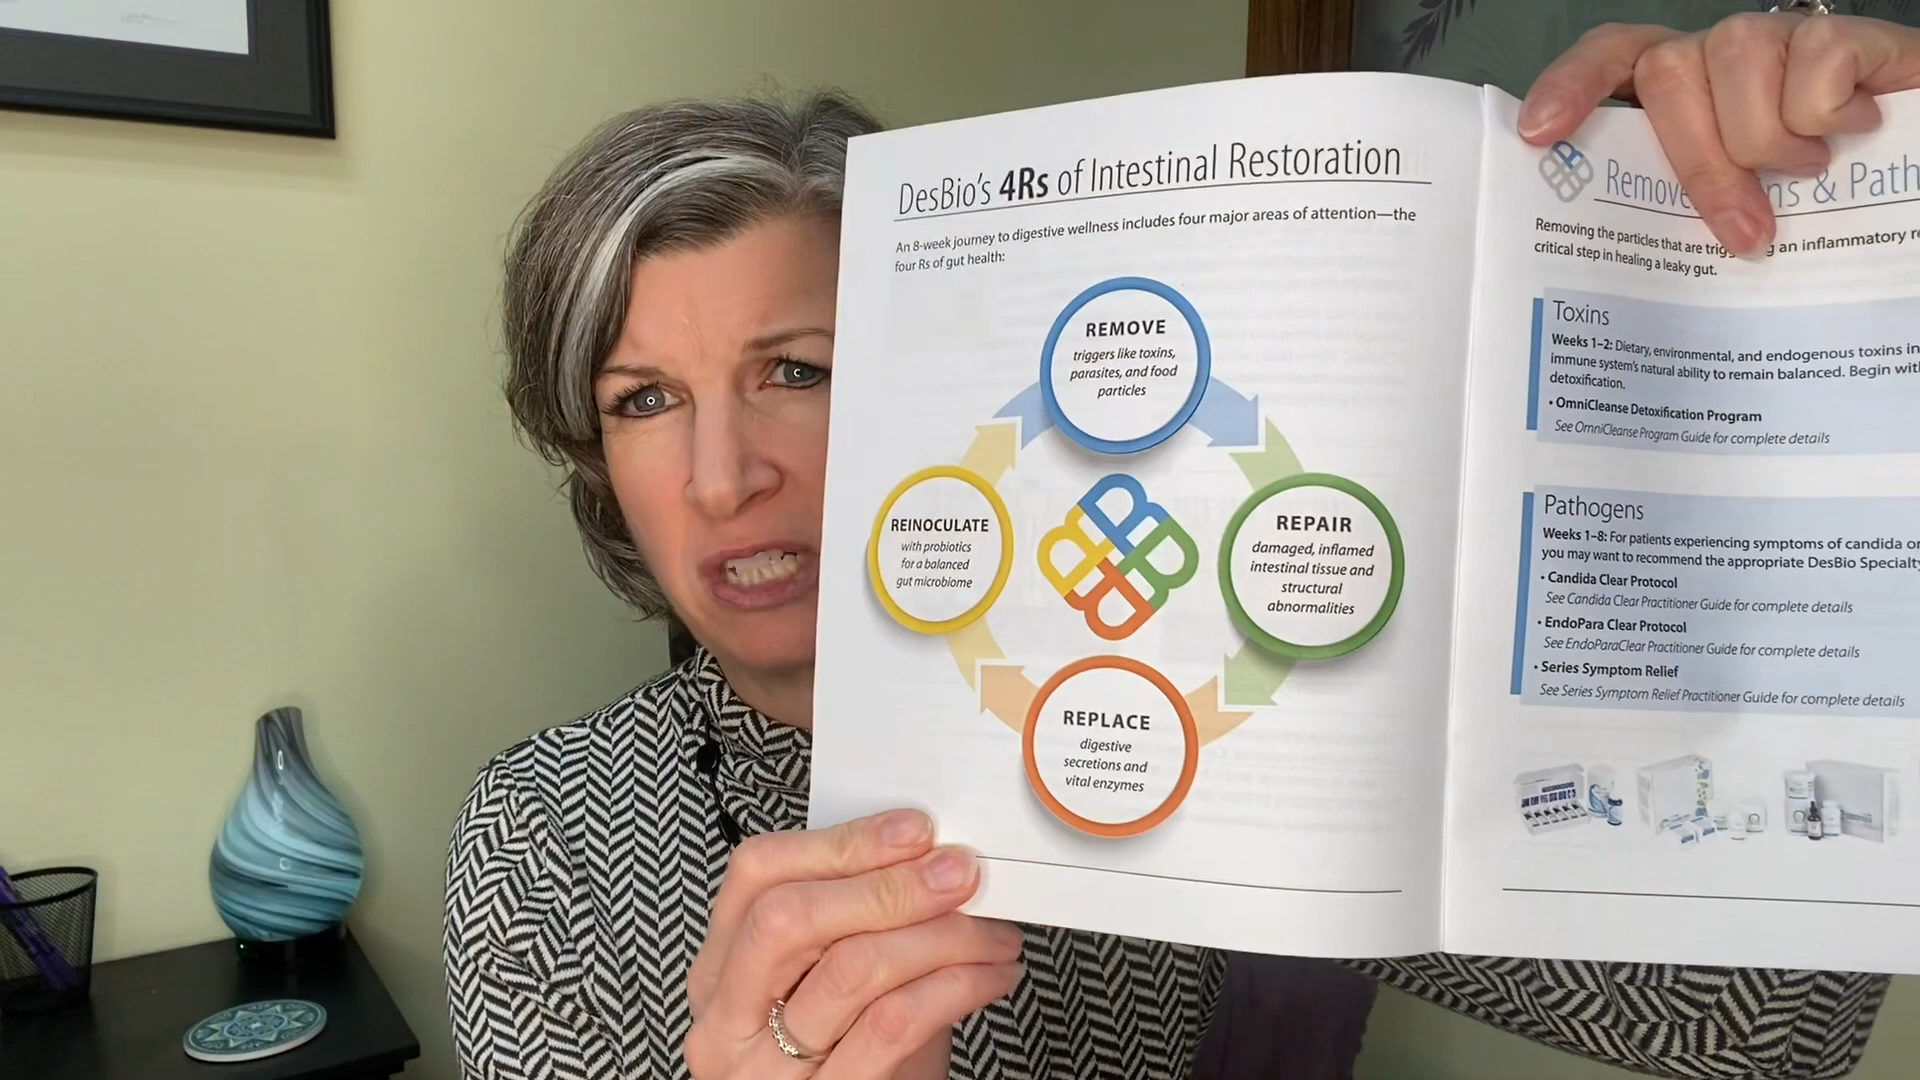 DesBio's 4Rs of Intestinal Restoration
An 8-week journey to digestive wellness includes four major areas of attention—the
four Rs of gut health:
REMOVE
triggers like toxins,
parasites, and food
particles
REPAIR
damaged, inflamed
intestinal tissue and
structural
abnormalities
REPLACE
digestive
secretions and
vital enzymes
REINOCULATE
with probiotics
for a balanced
gut microbiome
Remove & Path
Removing the particles that are an inflammatory
critical step in healing a leaky gut.
Toxins
Weeks 1–2: Dietary, environmental, and endogenous toxins in
immune system's natural ability to remain balanced. Begin
detoxification.
• OmniCleanse Detoxification Program
See OmniCleanse Program Guide for complete details
Pathogens
Weeks 1–8: For patients experiencing symptoms of candida
you may want to recommend the appropriate DesBio Specialty
• Candida Clear Protocol
See Candida Clear Practitioner Guide for complete details
• EndoPara Clear Protocol
See EndoParaClear Practitioner Guide for complete details
• Series Symptom Relief
See Series Symptom Relief Practitioner Guide for complete details